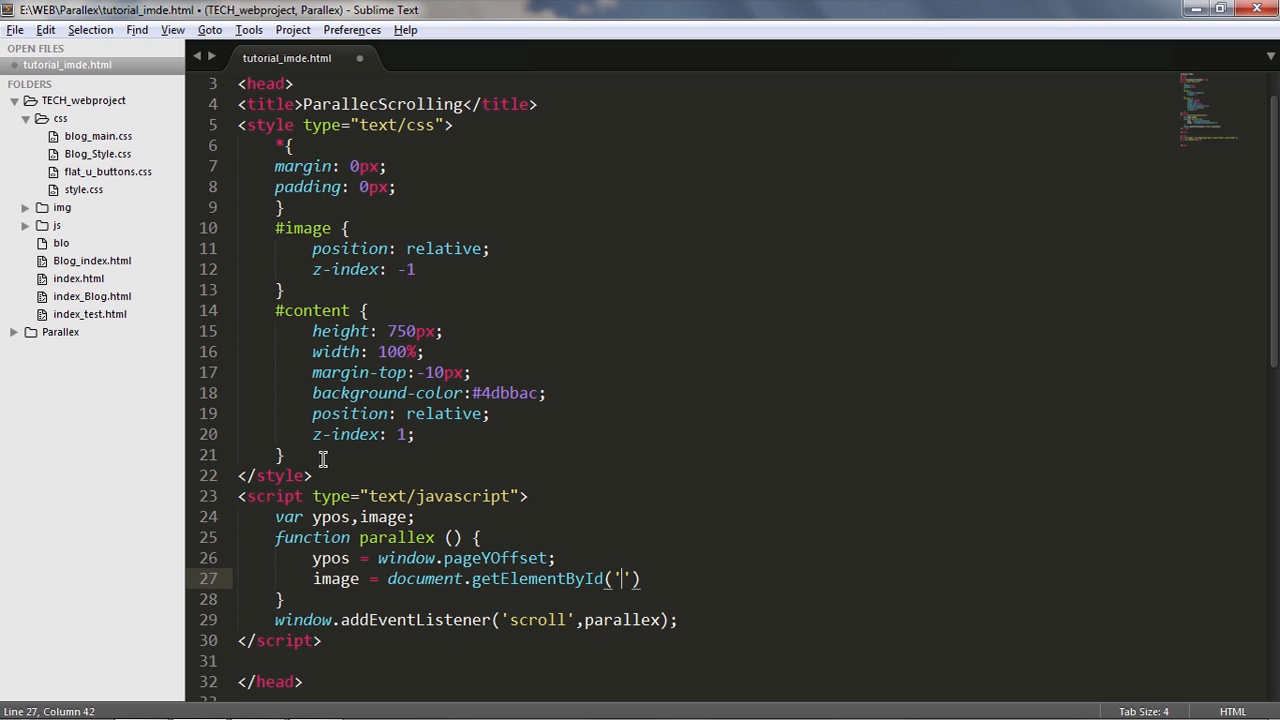 E:\WEB\Parallex\tutorial_imde.html • (TECH_webproject, Parallex) - Sublime Text
File Edit Selection Find View Goto Tools Project Preferences Help
OPEN FILES
tutorial_imde.html
FOLDERS
TECH_webproject
css
blog_main.css
Blog_Style.css
flat_u_buttons.css
style.css
img
js
blo
Blog_index.html
index.html
index_Blog.html
index_test.html
Parallex
tutorial_imde.html
3 <head>
4 <title>ParallecScrolling</title>
5 <style type="text/css">
6 *{
7 margin: 0px;
8 padding: 0px;
9 }
10 #image {
11 position: relative;
12 z-index: -1
13 }
14 #content {
15 height: 750px;
16 width: 100%;
17 margin-top:-10px;
18 background-color:#4dbbac;
19 position: relative;
20 z-index: 1;
21 }
22 </style>
23 <script type="text/javascript">
24 var ypos,image;
25 function parallex () {
26 ypos = window.pageYOffset;
27 image = document.getElementById('')
28 }
29 window.addEventListener('scroll',parallex);
30 </script>
31
32 </head>
Line 27, Column 42
Tab Size: 4
HTML